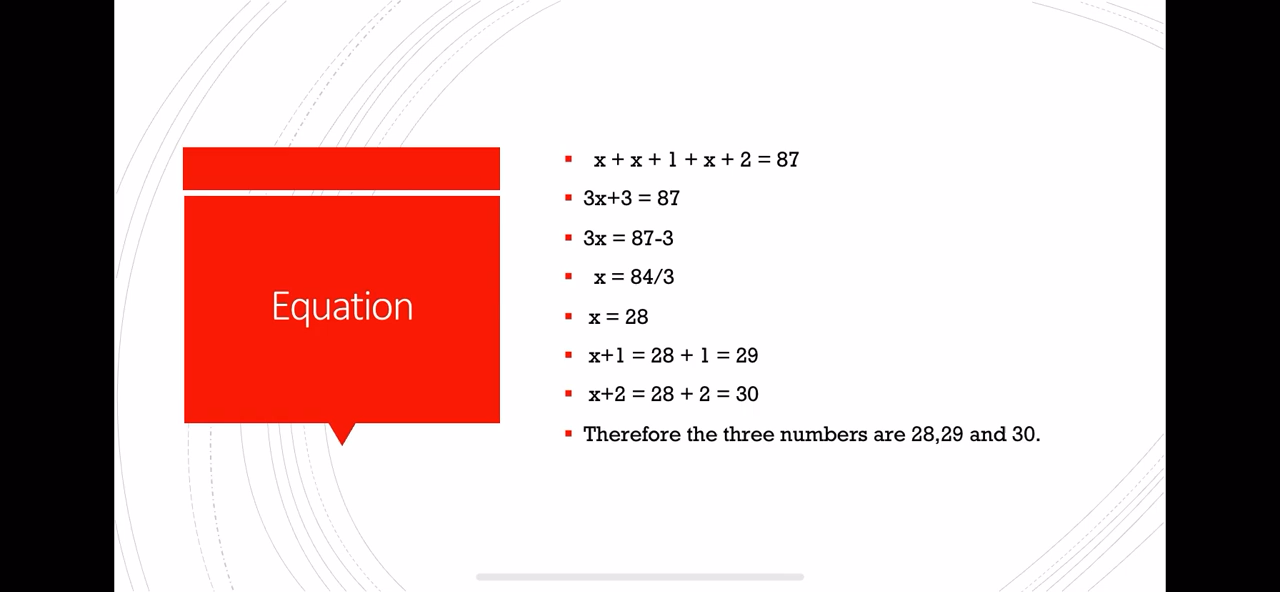 Equation
x + x + 1 + x + 2 = 87
3x+3 = 87
3x = 87-3
x = 84/3
x = 28
x+1 = 28 + 1 = 29
x+2 = 28 + 2 = 30
Therefore the three numbers are 28,29 and 30.